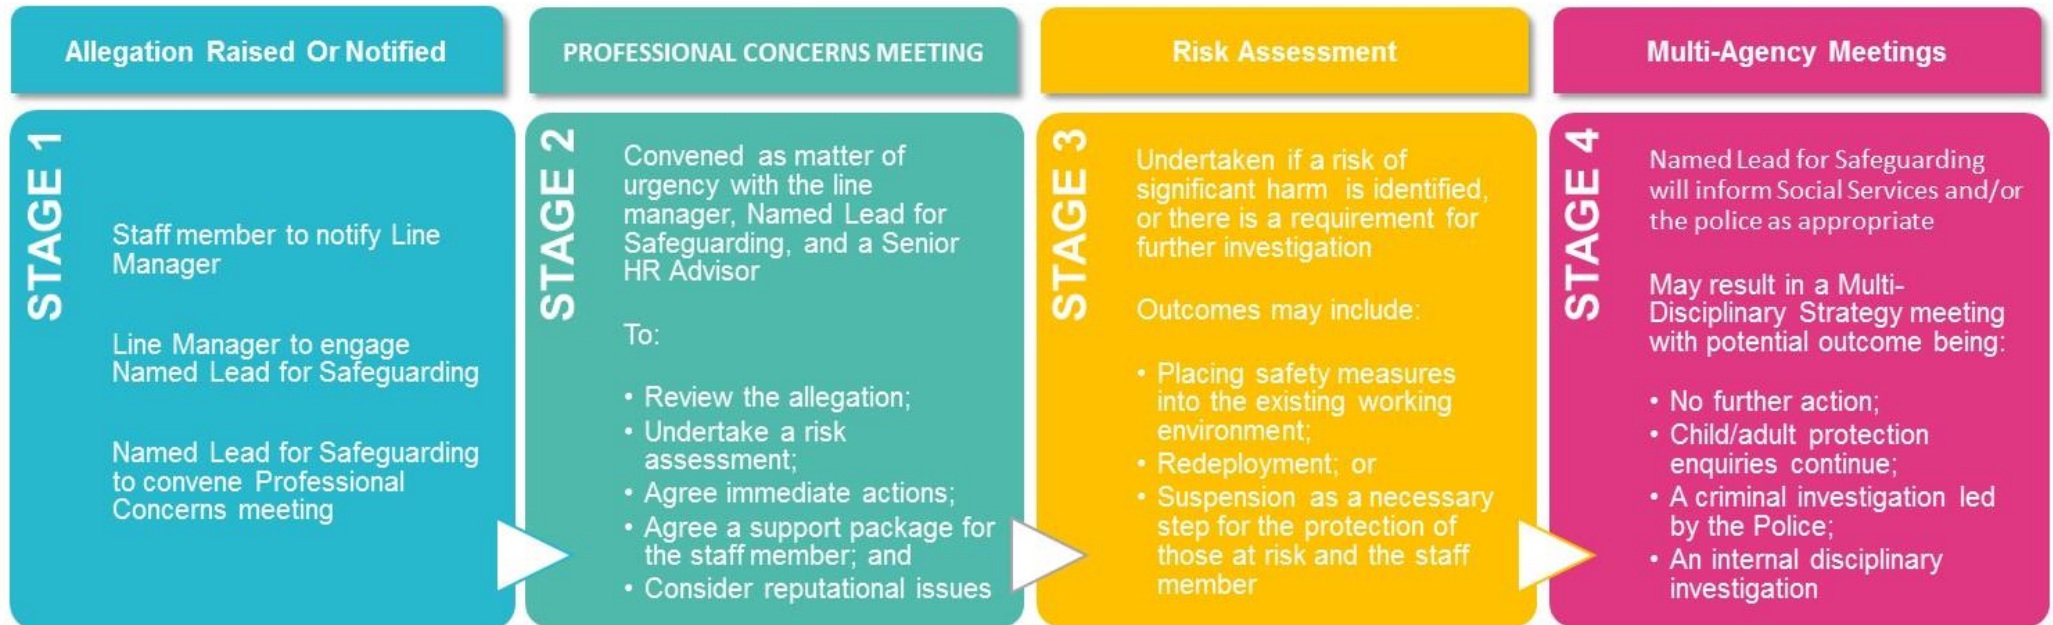 Allegation Raised Or Notified
STAGE 1
Staff member to notify Line
Manager
Line Manager to engage
Named Lead for Safeguarding
Named Lead for Safeguarding
to convene Professional
Concerns meeting
PROFESSIONAL CONCERNS MEETING
STAGE 2
Convened as matter of
urgency with the line
manager, Named Lead for
Safeguarding, and a Senior
HR Advisor
To:
• Review the allegation;
• Undertake a risk
assessment;
• Agree immediate actions;
• Agree a support package for
the staff member; and
• Consider reputational issues
Risk Assessment
STAGE 3
Undertaken if a risk of
significant harm is identified,
or there is a requirement for
further investigation
Outcomes may include:
• Placing safety measures
into the existing working
environment;
• Redeployment; or
• Suspension as a necessary
step for the protection of
those at risk and the staff
member
Multi-Agency Meetings
STAGE 4
Named Lead for Safeguarding
will inform Social Services and/or
the police as appropriate
May result in a Multi-
Disciplinary Strategy meeting
with potential outcome being:
• No further action;
• Child/adult protection
enquiries continue;
• A criminal investigation led
by the Police;
• An internal disciplinary
investigation